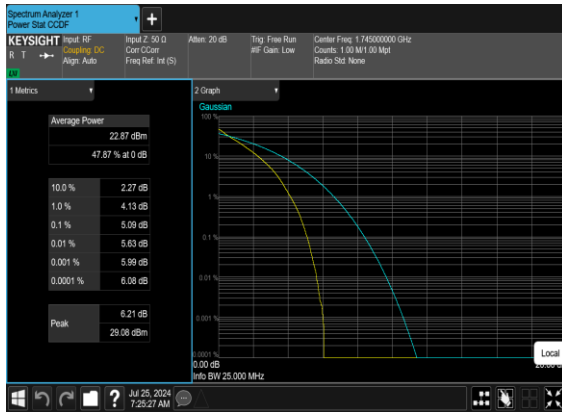 Spectrum Analyzer 1
Power Stat CCDF
KEYSIGHT
R T
LXI
Input: RF
Coupling: DC
Align: Auto
Input Z: 50 Ω
Corr CCorr
Freq Ref: Int (S)
Atten: 20 dB
Trig: Free Run
#IF Gain: Low
Center Freq: 1.745000000 GHz
Counts: 1.00 M/1.00 Mpt
Radio Std: None
1 Metrics
Average Power
22.87 dBm
47.87 % at 0 dB
10.0 % 2.27 dB
1.0 % 4.13 dB
0.1 % 5.09 dB
0.01 % 5.63 dB
0.001 % 5.99 dB
0.0001 % 6.08 dB
Peak
6.21 dB
29.08 dBm
2 Graph
Gaussian
100 %
10 %
1 %
0.1 %
0.01 %
0.001 %
0.0001 %
0.00 dB
Info BW 25.000 MHz
Local
?
Jul 25, 2024
7:25:27 AM